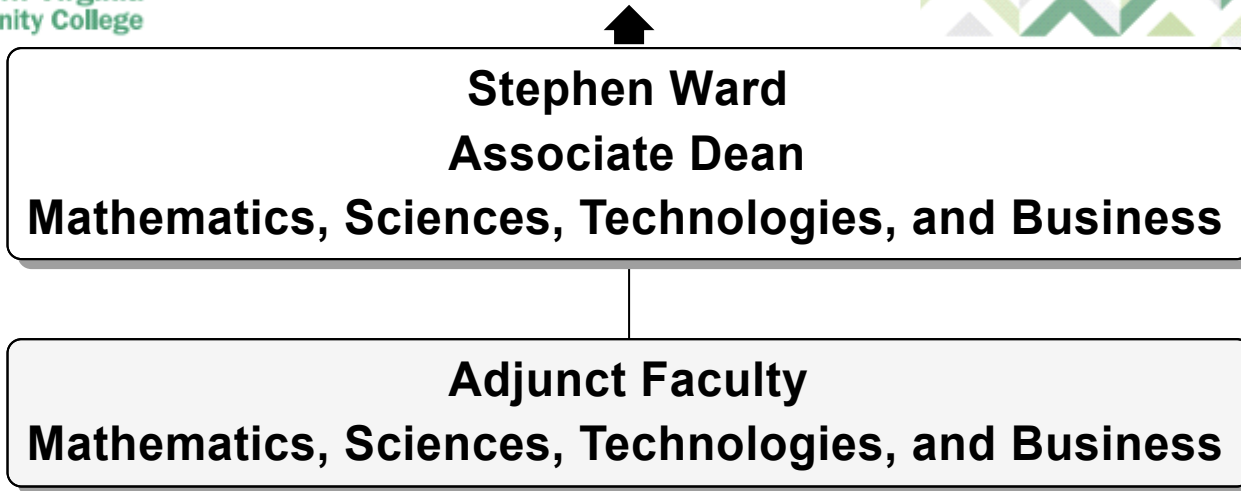 nity College
Stephen Ward
Associate Dean
Mathematics, Sciences, Technologies, and Business
Adjunct Faculty
Mathematics, Sciences, Technologies, and Business